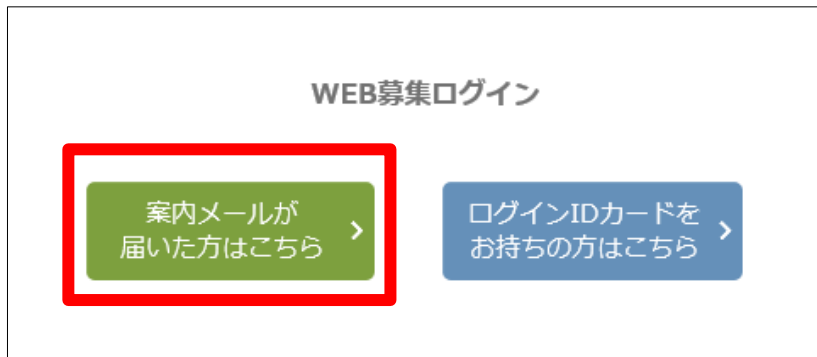 WEB募集ログイン
案内メールが
届いた方はこちら
ログインIDカードを
お持ちの方はこちら